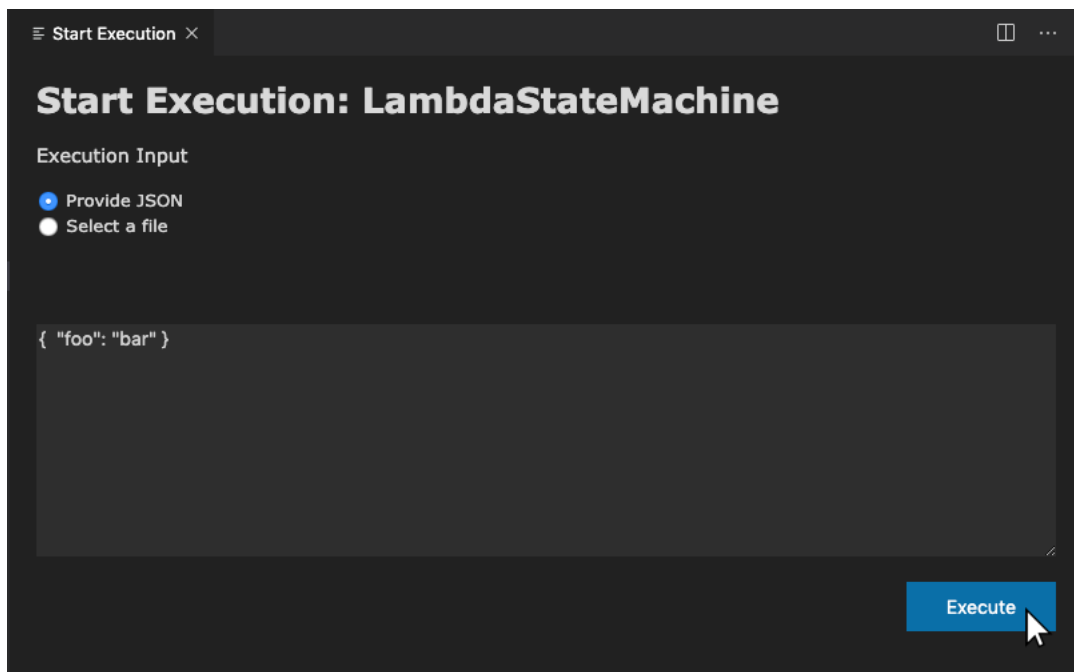 Start Execution
Start Execution: LambdaStateMachine
Execution Input
Provide JSON
Select a file
{  "foo": "bar" }
Execute